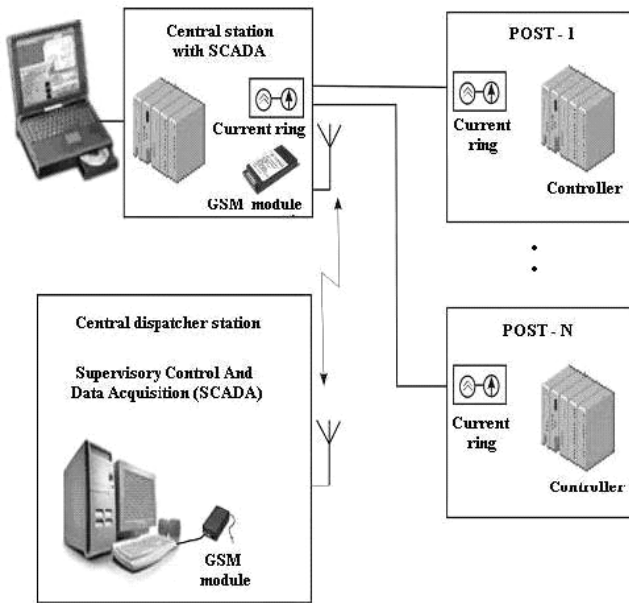 Central station
with SCADA
Current ring
GSM module
POST - 1
Current
ring
Controller
POST - N
Current
ring
Controller
Central dispatcher station
Supervisory Control And
Data Acquisition (SCADA)
GSM
module